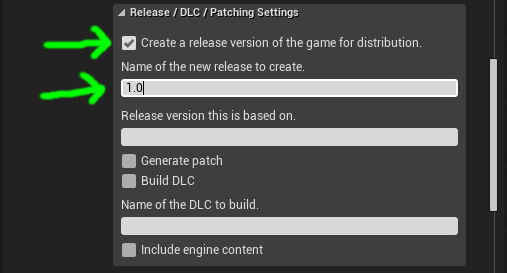 Release / DLC / Patching Settings
Create a release version of the game for distribution.
Name of the new release to create.
1.0
Release version this is based on.
Generate patch
Build DLC
Name of the DLC to build.
Include engine content